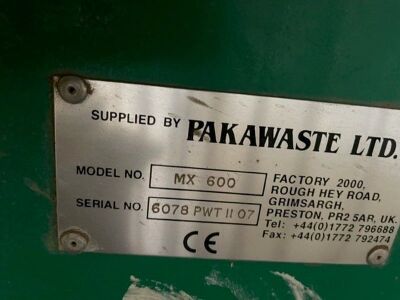 SUPPLIED BY PAKAWASTE LTD.
MODEL NO. MX 600
SERIAL NO. 6078 PWT II 07
FACTORY 2000,
ROUGH HEY ROAD,
GRIMSARGH,
PRESTON, PR2 5AR, UK.
Tel: +44(0)1772 796688
Fax: +44(0)1772 792474
CE